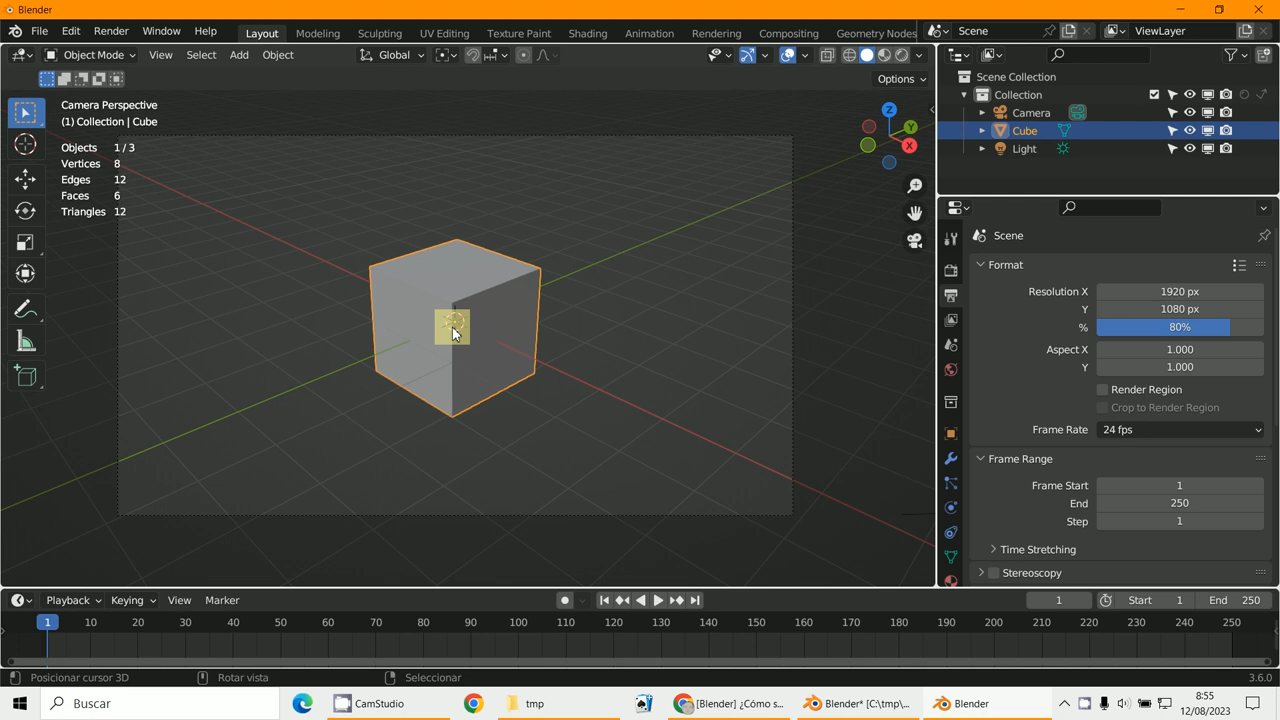 Blender
File Edit Render Window Help Layout Modeling Sculpting UV Editing Texture Paint Shading Animation Rendering Compositing Geometry Nodes Scene ViewLayer
Object Mode View Select Add Object Global
Options
Camera Perspective
(1) Collection | Cube
Objects 1 / 3
Vertices 8
Edges 12
Faces 6
Triangles 12
Z
Y
X
Scene Collection
Collection
Camera
Cube
Light
Scene
Format
Resolution X 1920 px
Y 1080 px
% 80%
Aspect X 1.000
Y 1.000
Render Region
Crop to Render Region
Frame Rate 24 fps
Frame Range
Frame Start 1
End 250
Step 1
Time Stretching
Stereoscopy
Playback Keying View Marker 1 Start 1 End 250
1 10 20 30 40 50 60 70 80 90 100 110 120 130 140 150 160 170 180 190 200 210 220 230 240 250
Posicionar cursor 3D Rotar vista Seleccionar 3.6.0
Buscar CamStudio tmp [Blender] ¿Cómo s... Blender* [C:\tmp\... Blender
8:55
12/08/2023